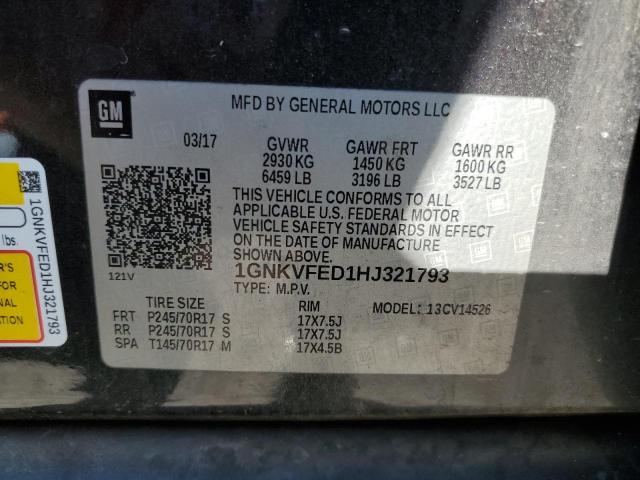 GM
MFD BY GENERAL MOTORS LLC
03/17 GVWR GAWR FRT GAWR RR
2930 KG 1450 KG 1600 KG
6459 LB 3196 LB 3527 LB
THIS VEHICLE CONFORMS TO ALL
APPLICABLE U.S. FEDERAL MOTOR
VEHICLE SAFETY STANDARDS IN EFFECT
ON THE DATE OF MANUFACTURE
SHOWN ABOVE.
121V
1GNKVFED1HJ321793
TYPE: M.P.V.
TIRE SIZE RIM MODEL: 13CV14526
FRT P245/70R17 S 17X7.5J
RR P245/70R17 S 17X7.5J
SPA T145/70R17 M 17X4.5B
1GNKVFED1HJ321793
lbs.